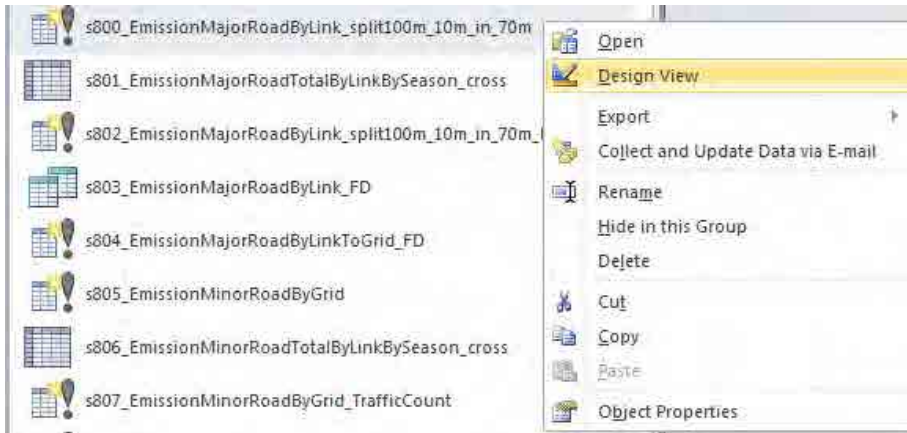 s800_EmissionMajorRoadByLink_split100m_10m_in_70m
s801_EmissionMajorRoadTotalByLinkBySeason_cross
s802_EmissionMajorRoadByLink_split100m_10m_in_70m_
s803_EmissionMajorRoadByLink_FD
s804_EmissionMajorRoadByLinkToGrid_FD
s805_EmissionMinorRoadByGrid
s806_EmissionMinorRoadTotalByLinkBySeason_cross
s807_EmissionMinorRoadByGrid_TrafficCount
Open
Design View
Export
Collect and Update Data via E-mail
Rename
Hide in this Group
Delete
Cut
Copy
Paste
Object Properties